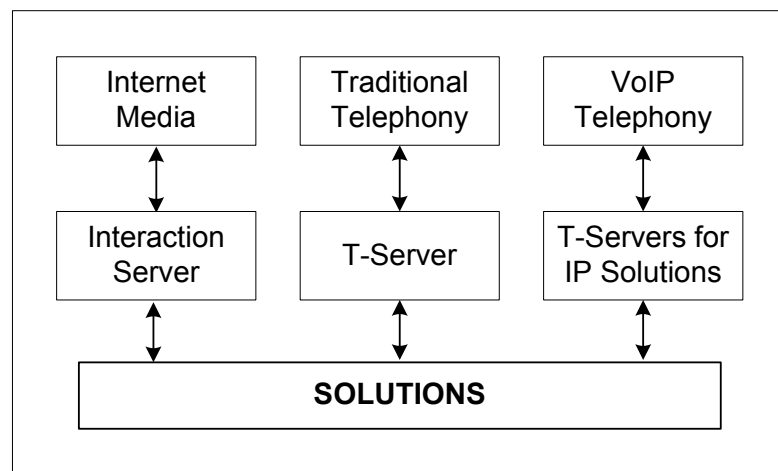 Internet
Media
Traditional
Telephony
VoIP
Telephony
Interaction
Server
T-Server
T-Servers for
IP Solutions
SOLUTIONS